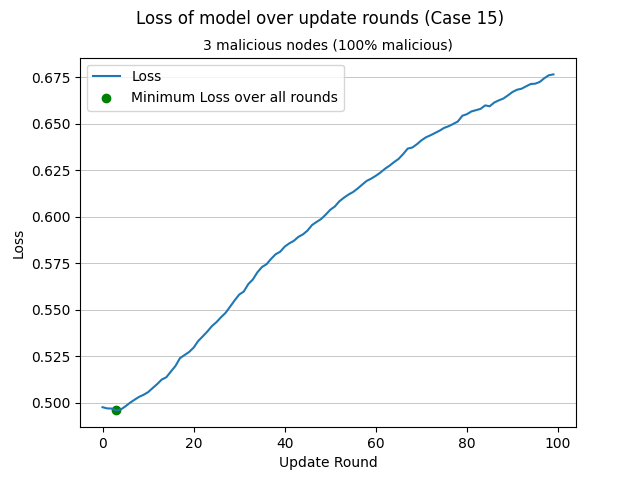 Loss of model over update rounds (Case 15)
3 malicious nodes (100% malicious)
Loss
Minimum Loss over all rounds
0.675
0.650
0.625
0.600
0.575
0.550
0.525
0.500
Loss
0 20 40 60 80 100
Update Round